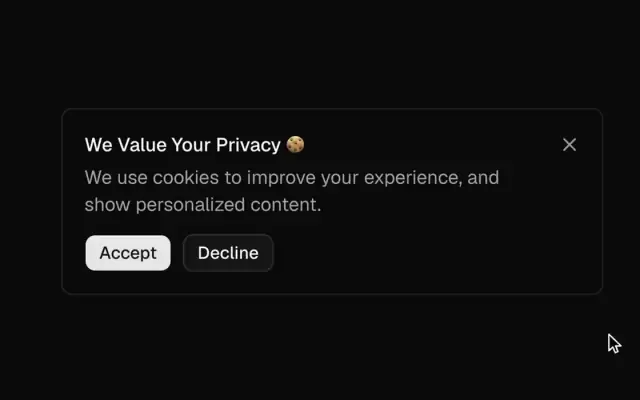 We Value Your Privacy 🍪
We use cookies to improve your experience, and
show personalized content.
Accept
Decline